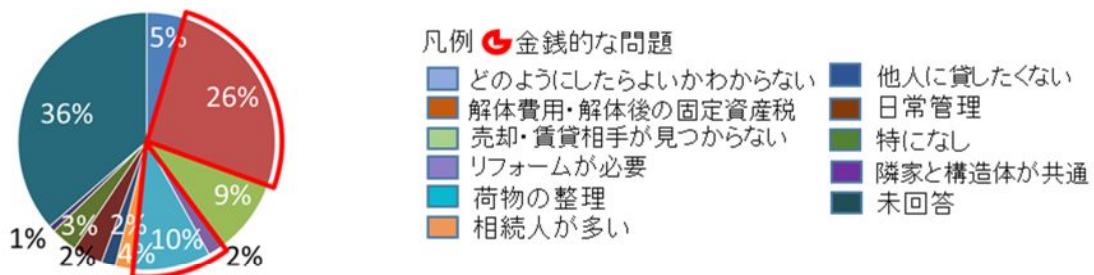 5%
26%
36%
9%
3%
2%
10%
4%
1%
2%
2%
凡例 金銭的な問題
どのようにしたらよいかわからない
解体費用・解体後の固定資産税
売却・賃貸相手が見つからない
リフォームが必要
荷物の整理
相続人が多い
他人に貸したくない
日常管理
特になし
隣家と構造体が共通
未回答